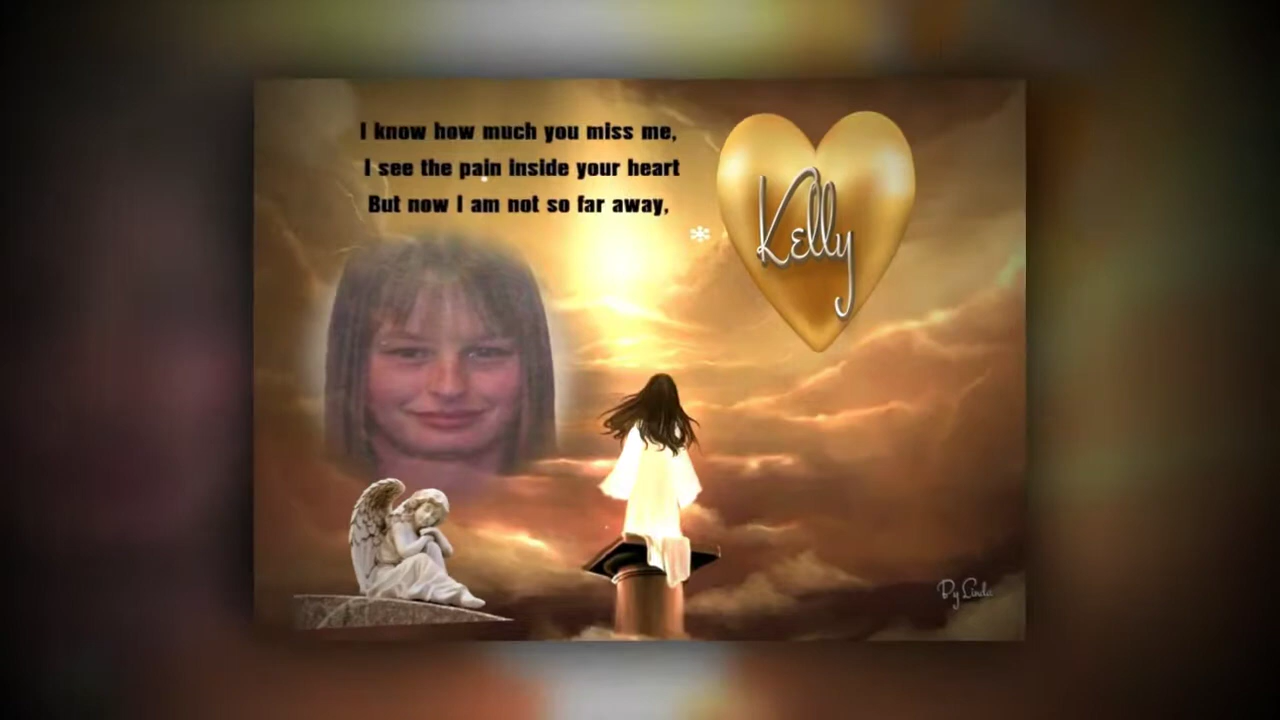 I know how much you miss me,
I see the pain inside your heart
But now I am not so far away,
Kelly
By Linda